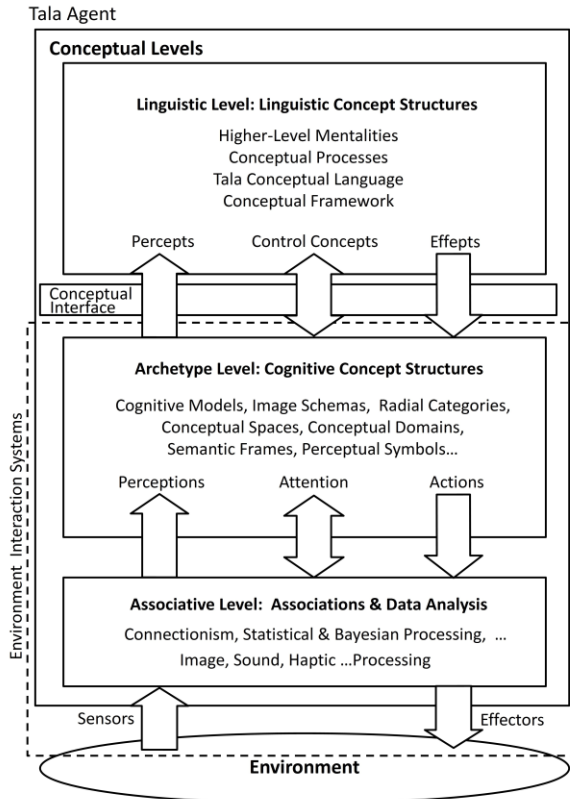 Tala Agent
Conceptual Levels
Linguistic Level: Linguistic Concept Structures
Higher-Level Mentalities
Conceptual Processes
Tala Conceptual Language
Conceptual Framework
Percepts Control Concepts Effepts
Conceptual
Interface
Archetype Level: Cognitive Concept Structures
Cognitive Models, Image Schemas, Radial Categories,
Conceptual Spaces, Conceptual Domains,
Semantic Frames, Perceptual Symbols...
Perceptions Attention Actions
Environment Interaction Systems
Associative Level: Associations & Data Analysis
Connectionism, Statistical & Bayesian Processing, ...
Image, Sound, Haptic ...Processing
Sensors Effectors
Environment